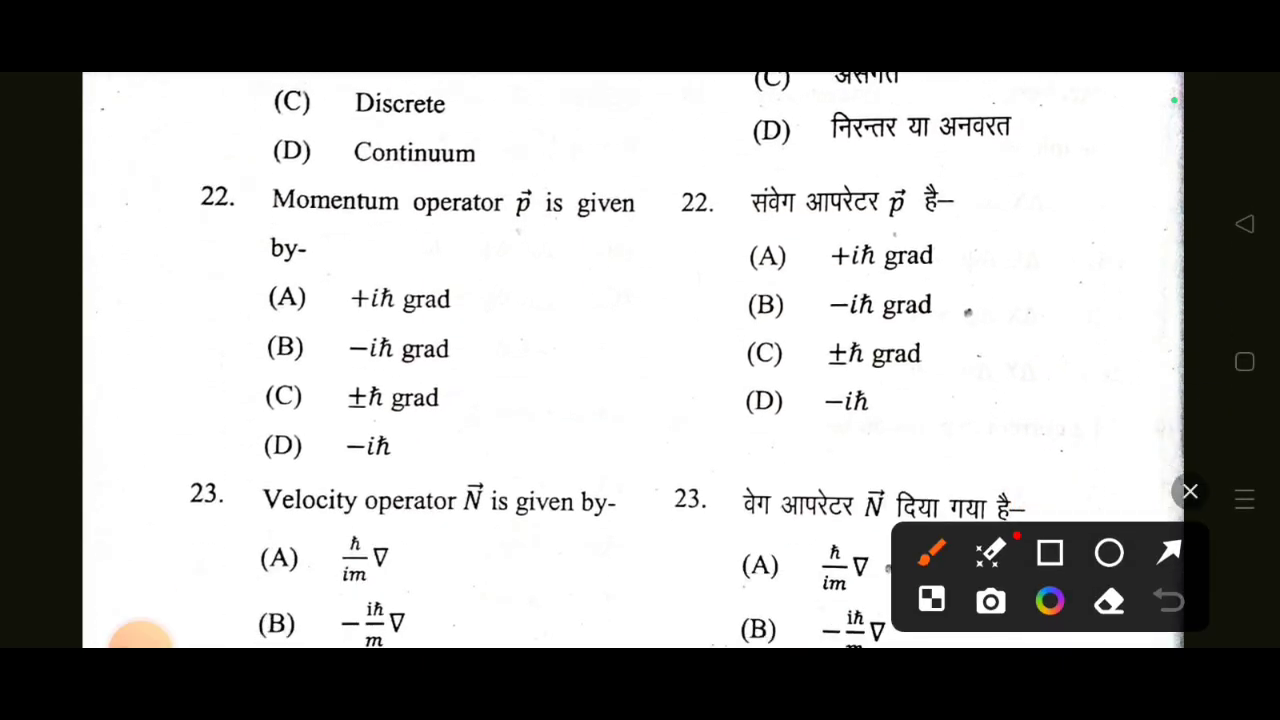 (C) Discrete
(D) Continuum
22. Momentum operator p⃗ is given
by-
(A) +iħ grad
(B) −iħ grad
(C) ±ħ grad
(D) −iħ
23. Velocity operator N⃗ is given by-
(A) ħ/im ∇
(B) −iħ/m ∇
(C) असंगत
(D) निरन्तर या अनवरत
22. संवेग आपरेटर p⃗ है–
(A) +iħ grad
(B) −iħ grad
(C) ±ħ grad
(D) −iħ
23. वेग आपरेटर N⃗ दिया गया है–
(A) ħ/im ∇
(B) −iħ/m ∇